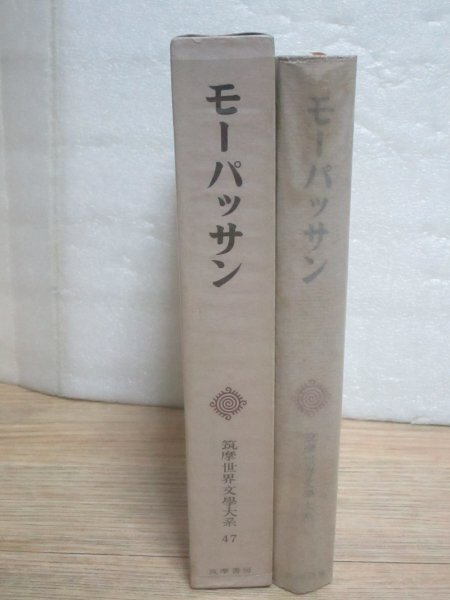 モーパッサン
筑摩世界文學大系
47
筑摩書房
モーパッサン